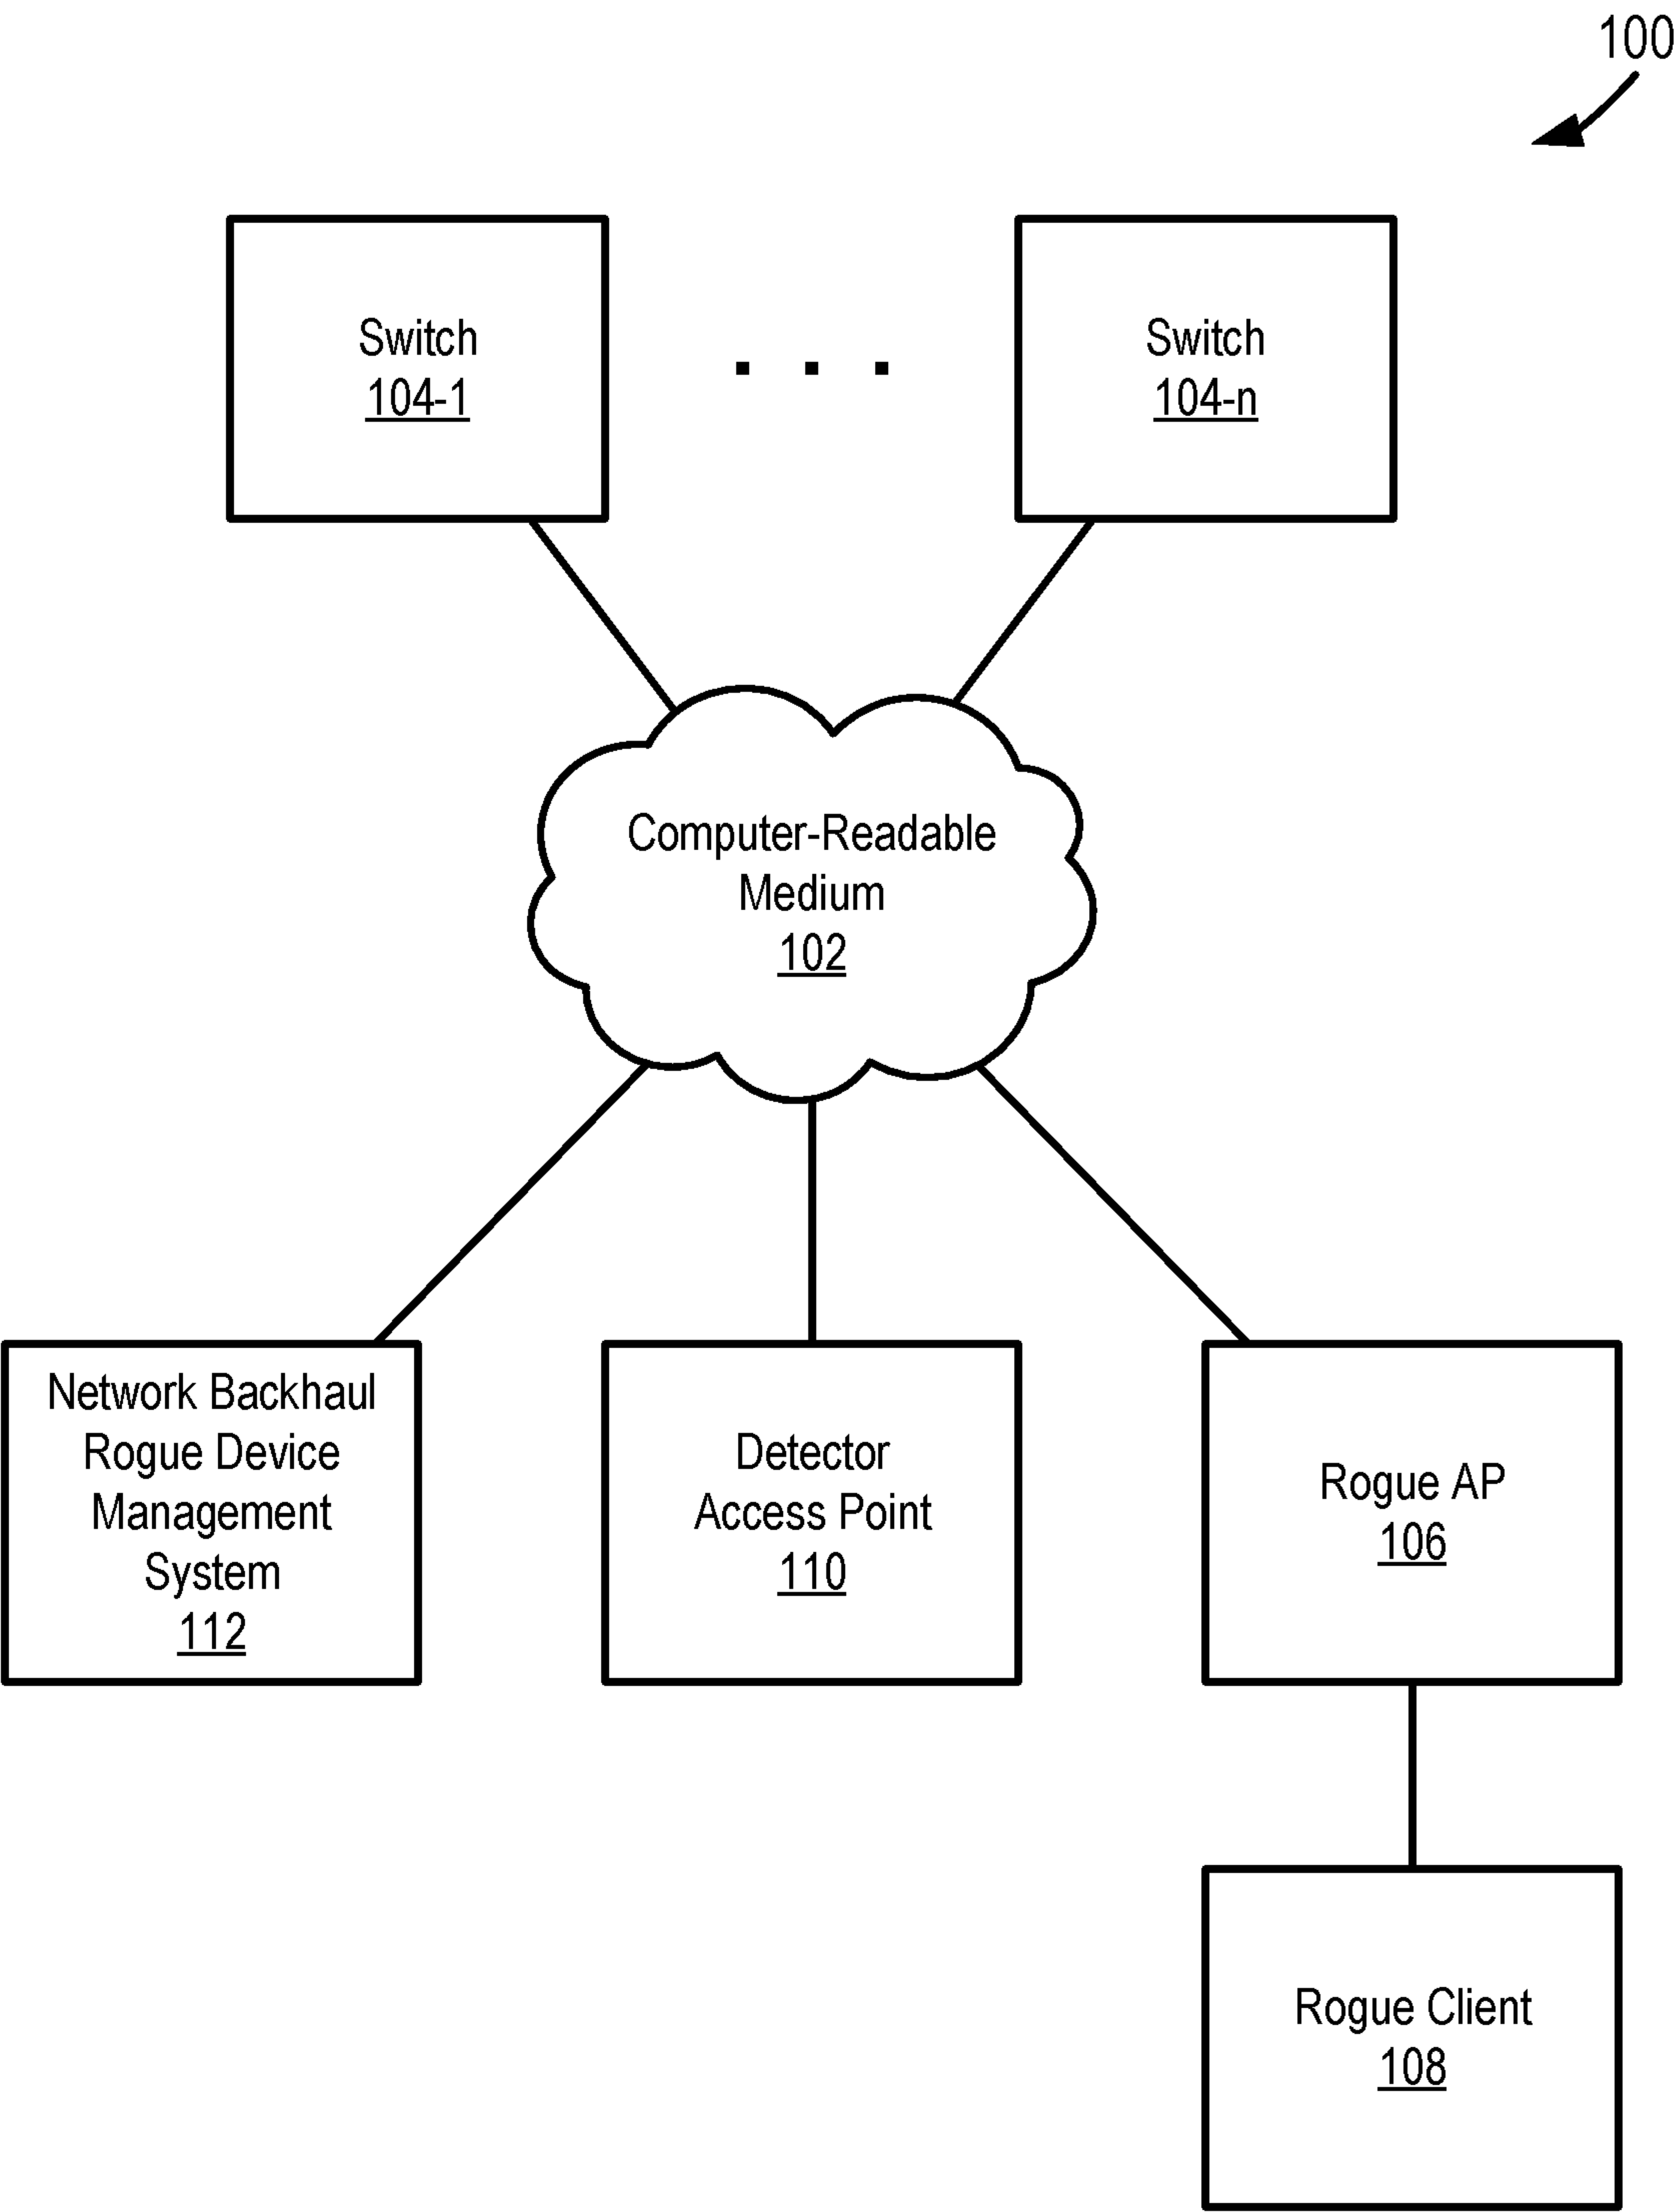 100
Switch
104-1
. . .
Switch
104-n
Computer-Readable
Medium
102
Network Backhaul
Rogue Device
Management
System
112
Detector
Access Point
110
Rogue AP
106
Rogue Client
108